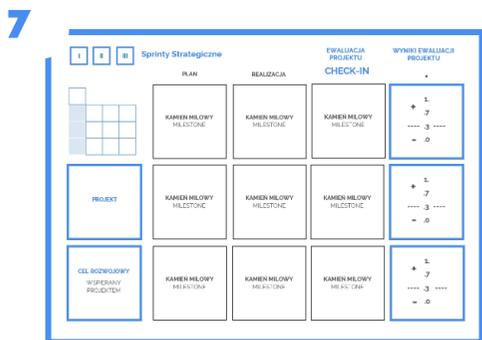 7
I II III Sprinty Strategiczne
EWALUACJA
PROJEKTU
CHECK-IN
WYNIKI EWALUACJI
PROJEKTU
PLAN
REALIZACJA
KAMIEŃ MILOWY
MILESTONE
KAMIEŃ MILOWY
MILESTONE
KAMIEŃ MILOWY
MILESTONE
1.
+ .7
---- .3 ----
= .0
PROJEKT
KAMIEŃ MILOWY
MILESTONE
KAMIEŃ MILOWY
MILESTONE
KAMIEŃ MILOWY
MILESTONE
1.
+ .7
---- .3 ----
= .0
CEL ROZWOJOWY
WSPIERANY
PROJEKTEM
KAMIEŃ MILOWY
MILESTONE
KAMIEŃ MILOWY
MILESTONE
KAMIEŃ MILOWY
MILESTONE
1.
+ .7
---- .3 ----
= .0